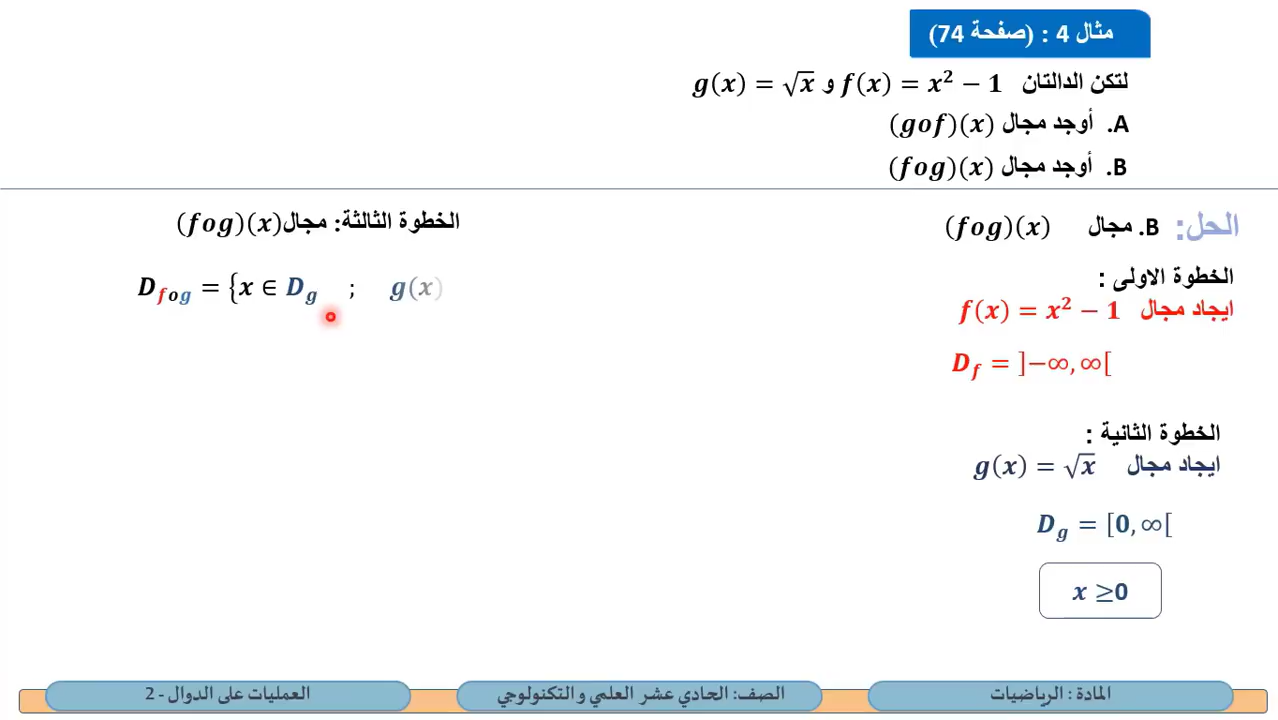 مثال 4 : (صفحة 74)
لتكن الدالتان f(x) = x² − 1 و g(x) = √x
A. أوجد مجال (gof)(x)
B. أوجد مجال (fog)(x)
الحل:
B. مجال (fog)(x)
الخطوة الاولى :
ايجاد مجال f(x) = x² − 1
D_f = ]−∞, ∞[
الخطوة الثانية :
ايجاد مجال g(x) = √x
D_g = [0, ∞[
x ≥0
الخطوة الثالثة: مجال(fog)(x)
D_fog = {x ∈ D_g ; g(x)
المادة : الرياضيات
الصف: الحادي عشر العلمي والتكنولوجي
العمليات على الدوال - 2